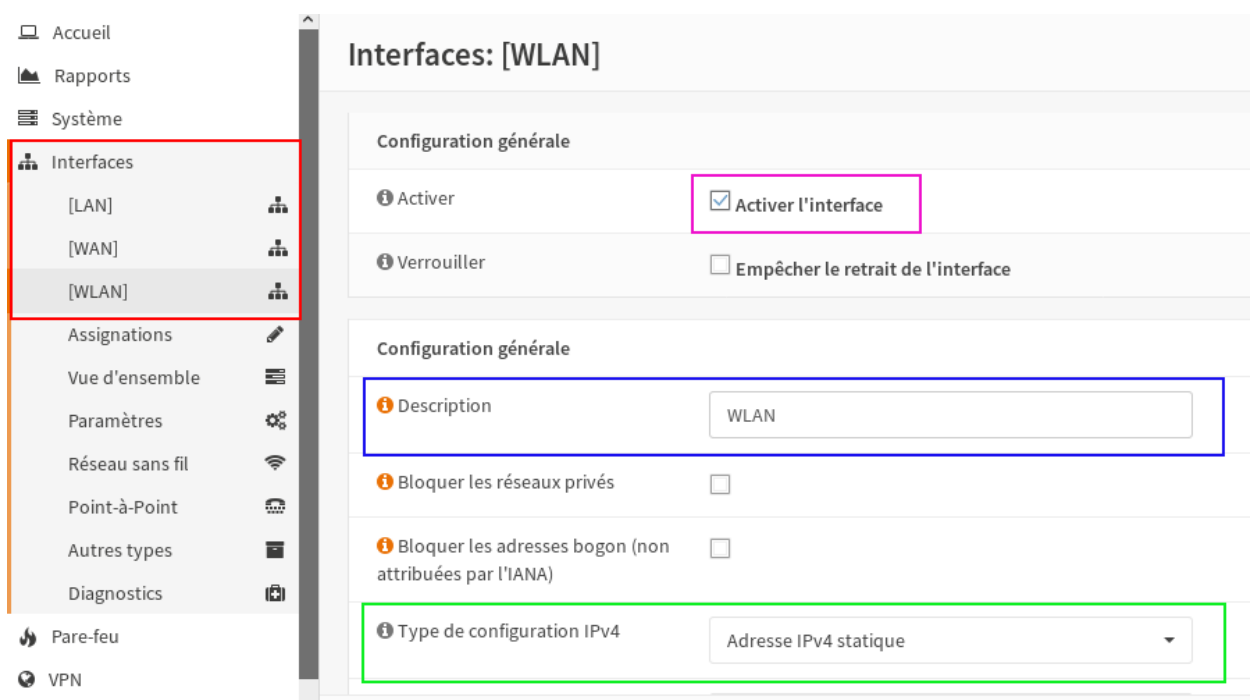 Accueil
Rapports
Système
Interfaces
[LAN]
[WAN]
[WLAN]
Assignations
Vue d'ensemble
Paramètres
Réseau sans fil
Point-à-Point
Autres types
Diagnostics
Pare-feu
VPN
Interfaces: [WLAN]
Configuration générale
Activer
Activer l'interface
Verrouiller
Empêcher le retrait de l'interface
Configuration générale
Description
WLAN
Bloquer les réseaux privés
Bloquer les adresses bogon (non
attribuées par l'IANA)
Type de configuration IPv4
Adresse IPv4 statique